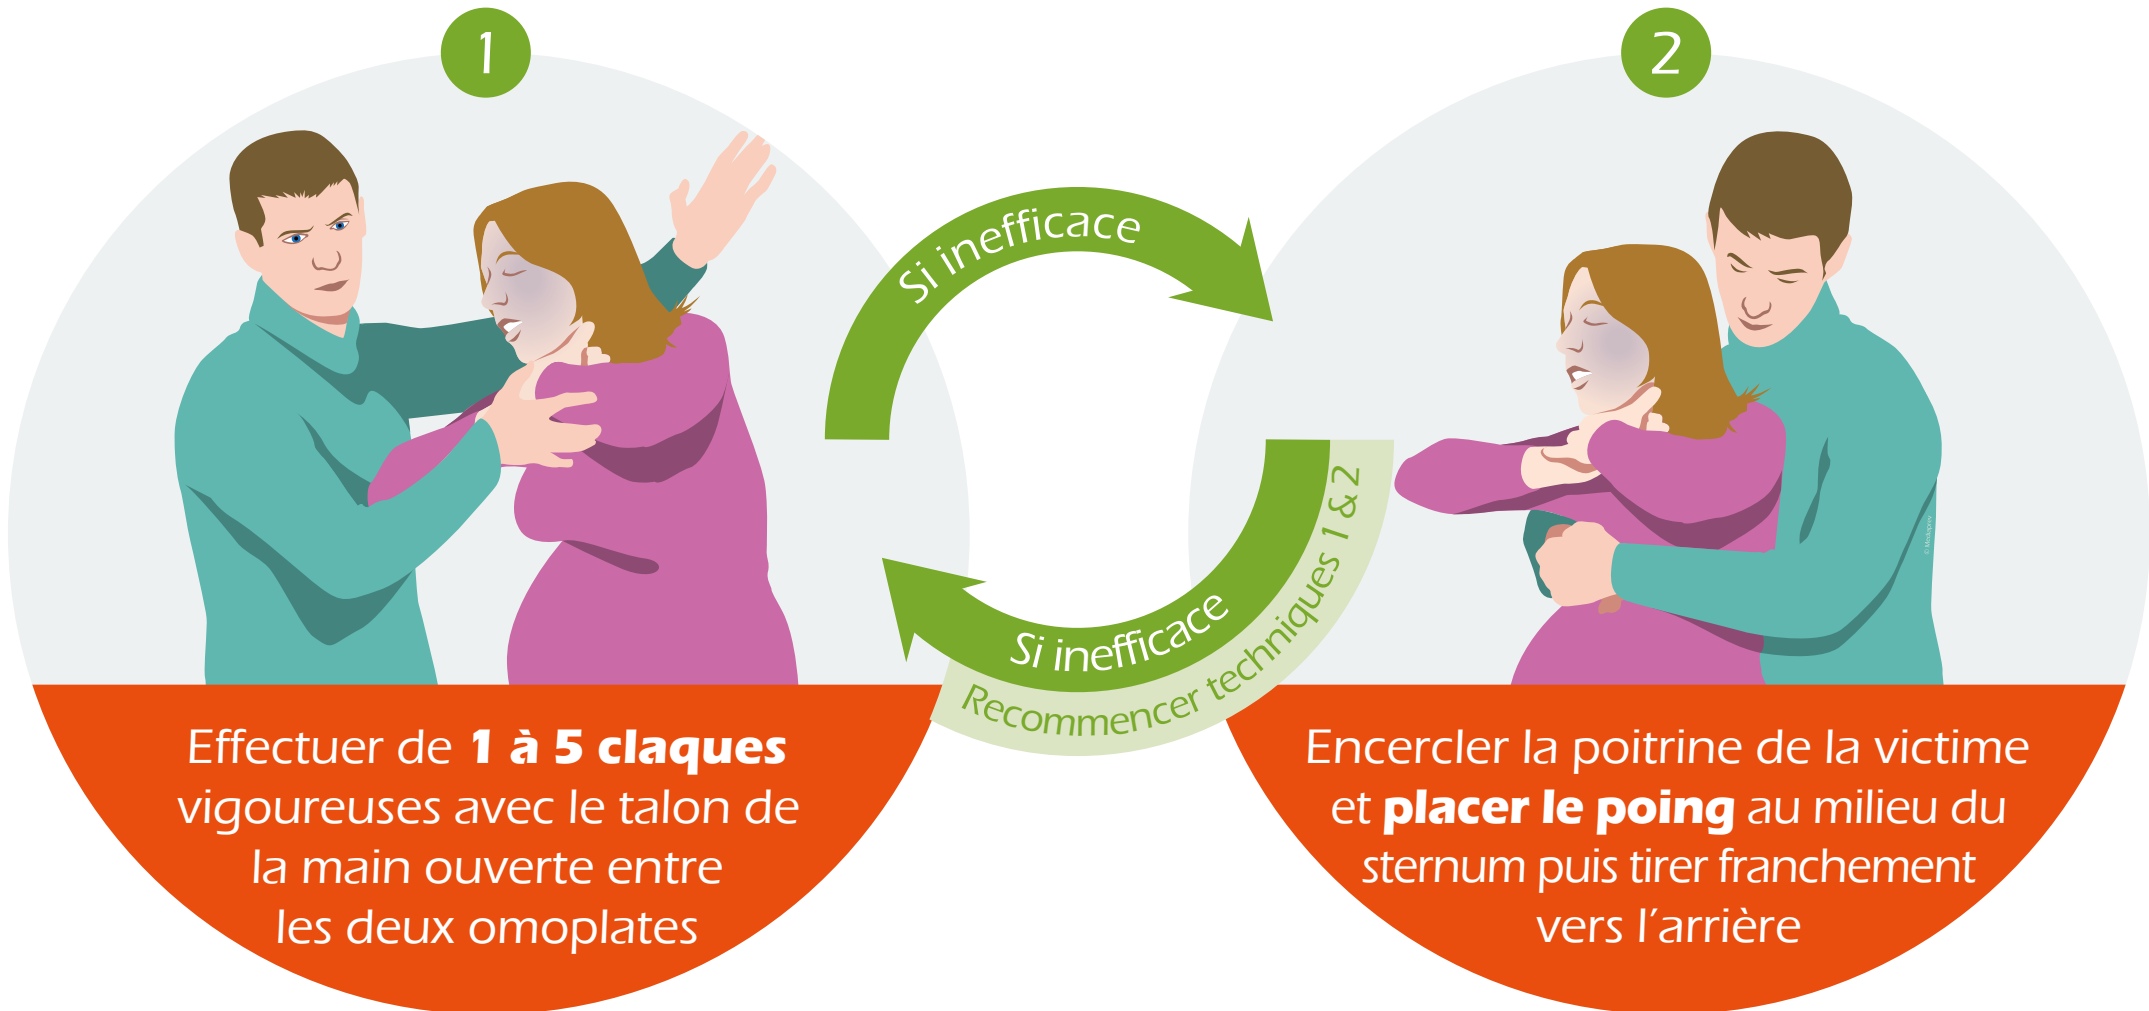 1
Effectuer de 1 à 5 claques
vigoureuses avec le talon de
la main ouverte entre
les deux omoplates
Si inefficace
2
Encercler la poitrine de la victime
et placer le poing au milieu du
sternum puis tirer franchement
vers l’arrière
Si inefficace
Recommencer techniques 1 & 2